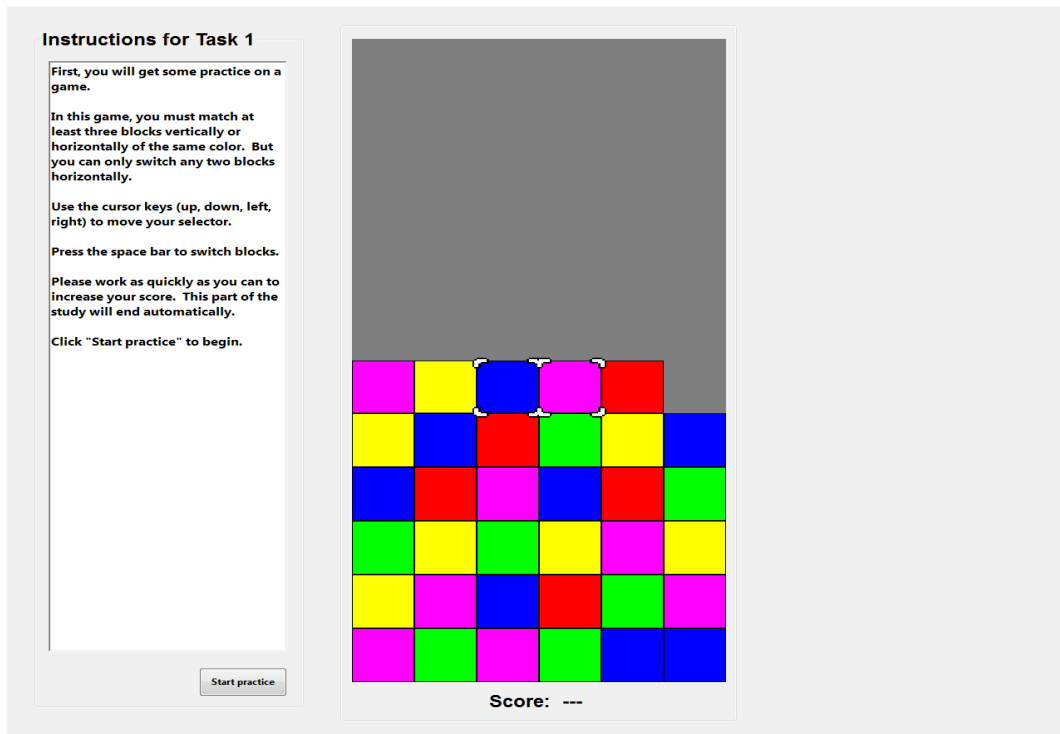 Instructions for Task 1
First, you will get some practice on a
game.
In this game, you must match at
least three blocks vertically or
horizontally of the same color.  But
you can only switch any two blocks
horizontally.
Use the cursor keys (up, down, left,
right) to move your selector.
Press the space bar to switch blocks.
Please work as quickly as you can to
increase your score.  This part of the
study will end automatically.
Click "Start practice" to begin.
Start practice
Score:  ---